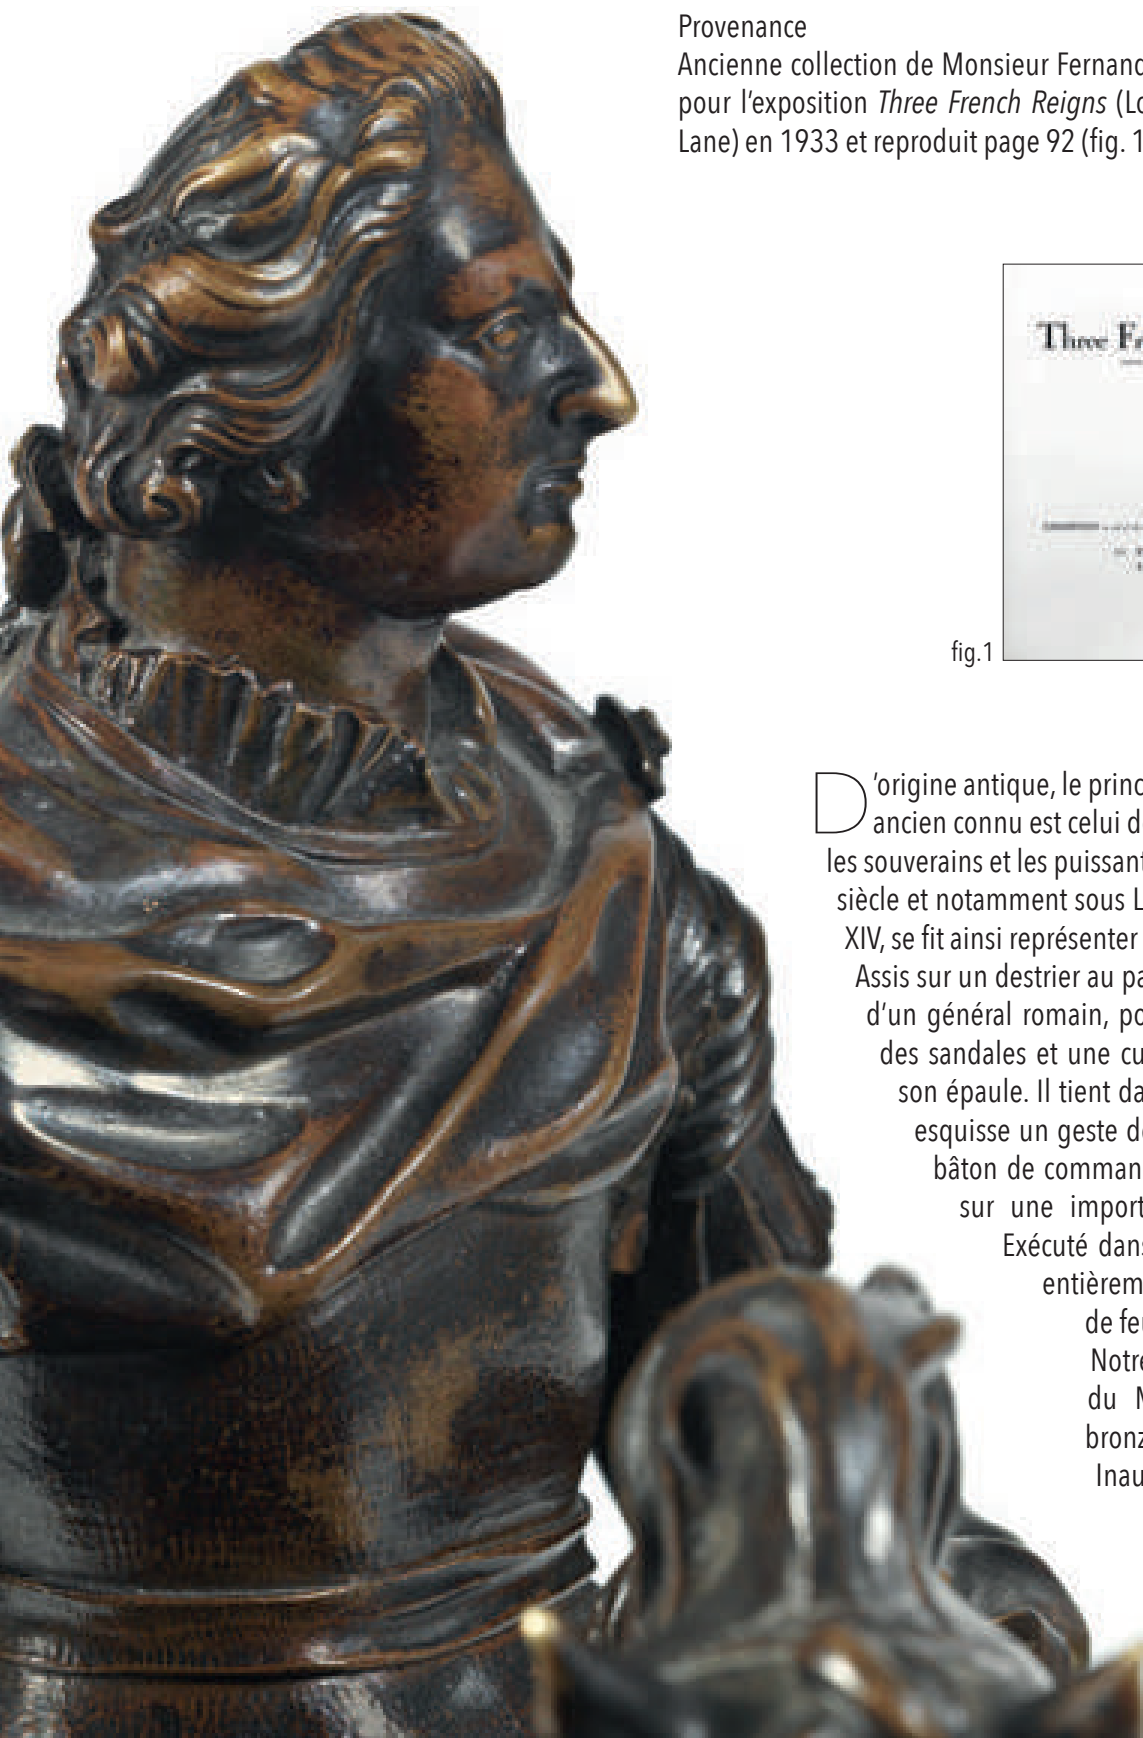 Provenance
Ancienne collection de Monsieur Fernand
pour l'exposition Three French Reigns (Lo
Lane) en 1933 et reproduit page 92 (fig. 1
Three Fr
fig.1
D'origine antique, le princ
ancien connu est celui de
les souverains et les puissant
siècle et notamment sous L
XIV, se fit ainsi représenter
Assis sur un destrier au pa
d'un général romain, po
des sandales et une cu
son épaule. Il tient da
esquisse un geste de
bâton de comman
sur une import
Exécuté dans
entièrem
de feu
Notre
du M
bronz
Inau